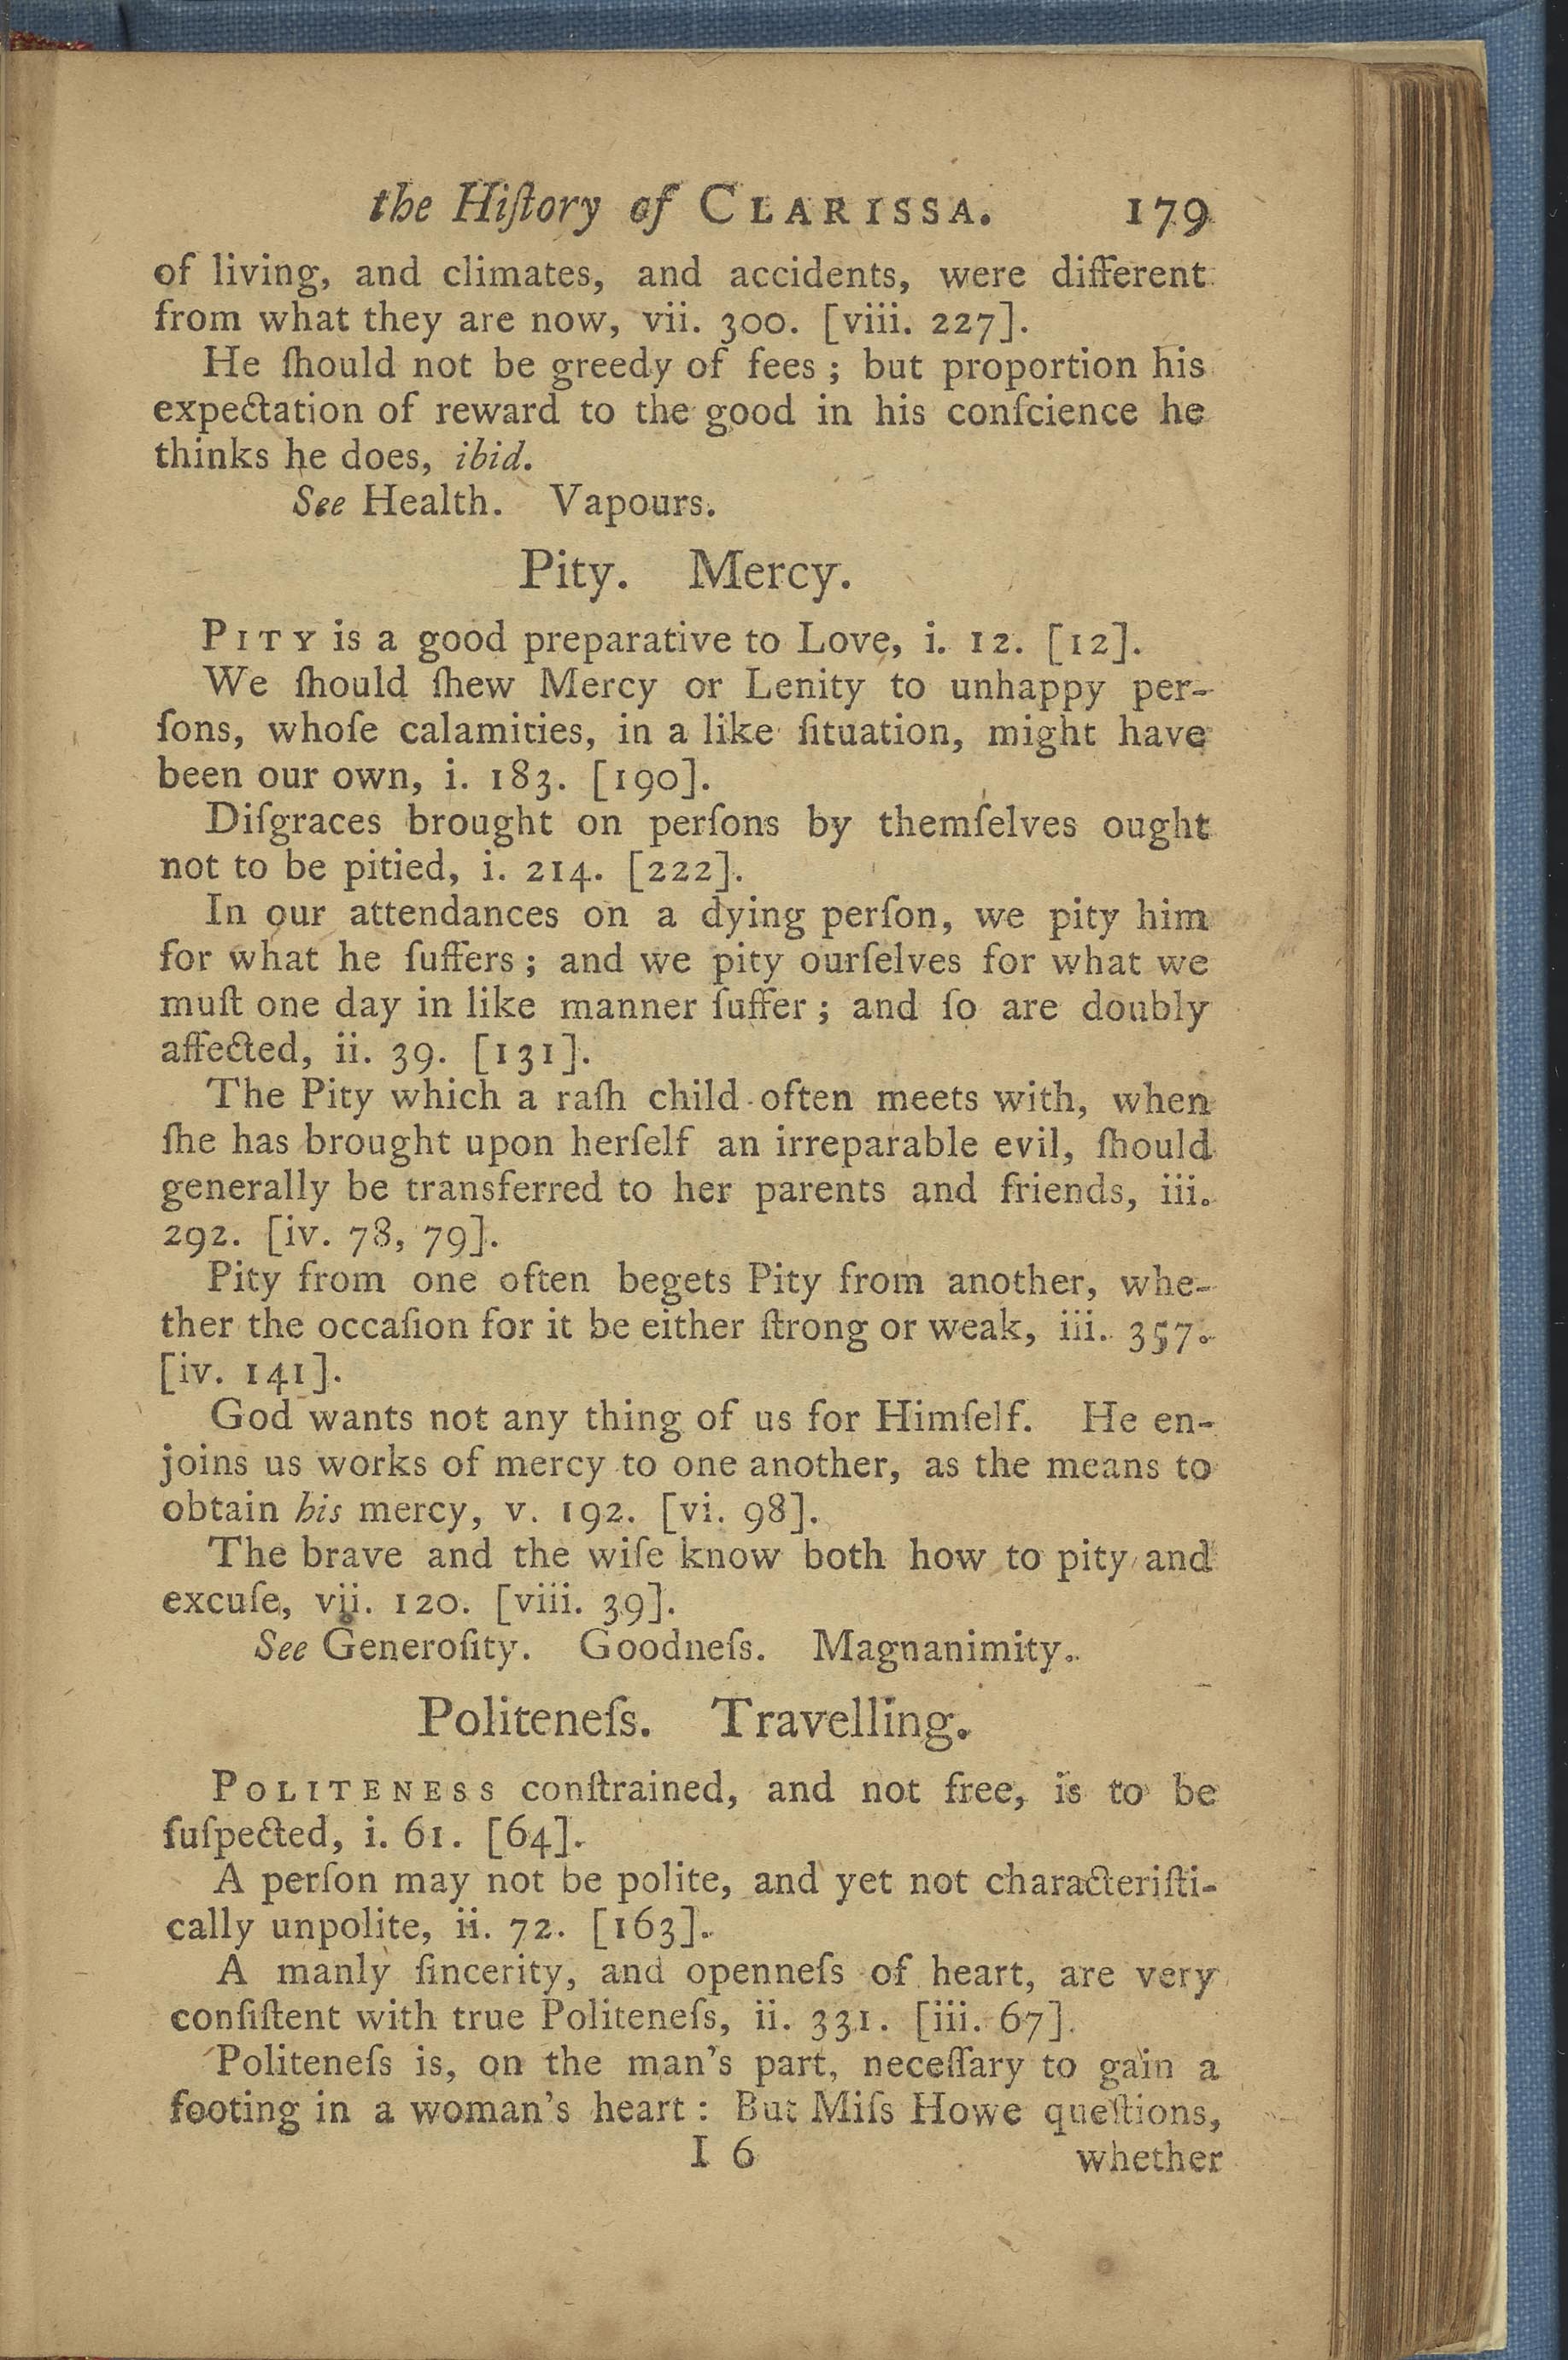 the Hiſtory of CLARISSA. 179
of living, and climates, and accidents, were different
from what they are now, vii. 300. [viii. 227].
He ſhould not be greedy of fees ; but proportion his
expectation of reward to the good in his conſcience he
thinks he does, ibid.
See Health. Vapours.
Pity. Mercy.
PITY is a good preparative to Love, i. 12. [12].
We ſhould ſhew Mercy or Lenity to unhappy per-
ſons, whoſe calamities, in a like ſituation, might have
been our own, i. 183. [190].
Diſgraces brought on perſons by themſelves ought
not to be pitied, i. 214. [222].
In our attendances on a dying perſon, we pity him
for what he ſuffers ; and we pity ourſelves for what we
muſt one day in like manner ſuffer ; and ſo are doubly
affected, ii. 39. [131].
The Pity which a raſh child often meets with, when
ſhe has brought upon herſelf an irreparable evil, ſhould
generally be transferred to her parents and friends, iii.
292. [iv. 78, 79].
Pity from one often begets Pity from another, whe-
ther the occaſion for it be either ſtrong or weak, iii. 357.
[iv. 141].
God wants not any thing of us for Himſelf. He en-
joins us works of mercy to one another, as the means to
obtain his mercy, v. 192. [vi. 98].
The brave and the wiſe know both how to pity and
excuſe, vii. 120. [viii. 39].
See Generoſity. Goodneſs. Magnanimity.
Politeneſs. Travelling.
POLITENESS conſtrained, and not free, is to be
ſuſpected, i. 61. [64].
A perſon may not be polite, and yet not characteriſti-
cally unpolite, ii. 72. [163].
A manly ſincerity, and openneſs of heart, are very
conſiſtent with true Politeneſs, ii. 331. [iii. 67].
Politeneſs is, on the man's part, neceſſary to gain a
footing in a woman's heart : But Miſs Howe queſtions,
I 6 whether